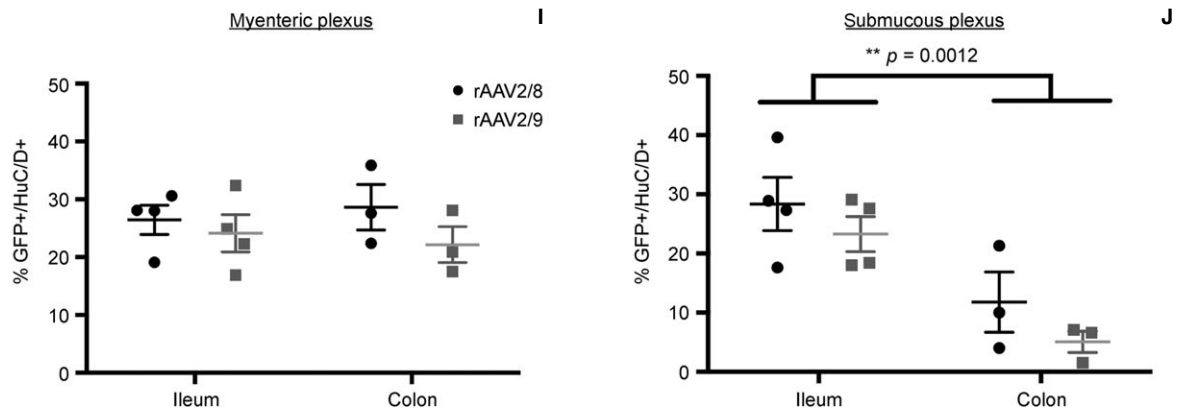 Myenteric plexus
I
50
40
30
20
10
0
% GFP+/HuC/D+
rAAV2/8
rAAV2/9
Ileum
Colon
Submucous plexus
J
** p = 0.0012
50
40
30
20
10
0
% GFP+/HuC/D+
Ileum
Colon